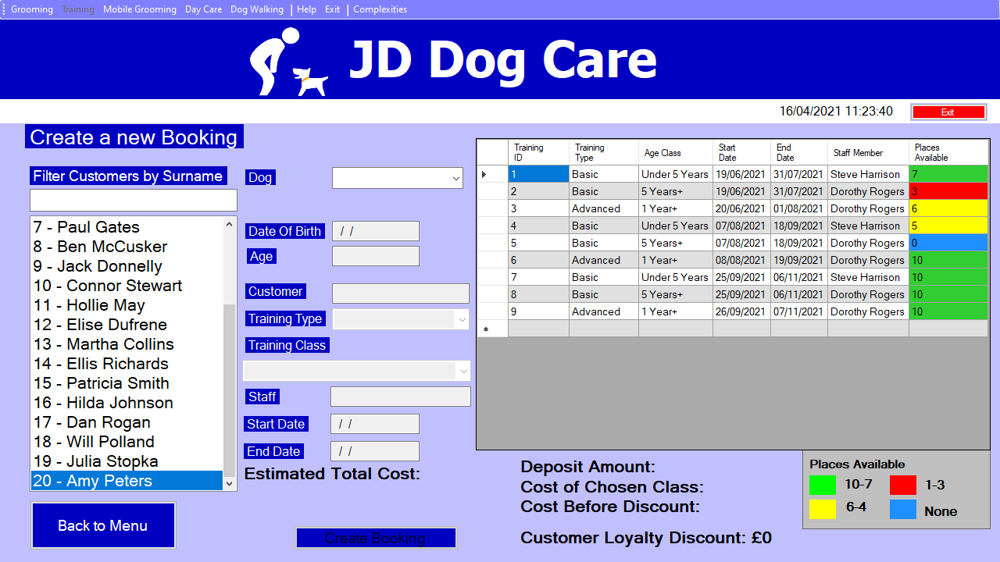 Grooming Training Mobile Grooming Day Care Dog Walking Help Exit Complexities
JD Dog Care
16/04/2021 11:23:40 Exit
Create a new Booking
Filter Customers by Surname
7 - Paul Gates
8 - Ben McCusker
9 - Jack Donnelly
10 - Connor Stewart
11 - Hollie May
12 - Elise Dufrene
13 - Martha Collins
14 - Ellis Richards
15 - Patricia Smith
16 - Hilda Johnson
17 - Dan Rogan
18 - Will Polland
19 - Julia Stopka
20 - Amy Peters
Back to Menu
Dog
Date Of Birth / /
Age
Customer
Training Type
Training Class
Staff
Start Date / /
End Date / /
Estimated Total Cost:
Create Booking
Training ID Training Type Age Class Start Date End Date Staff Member Places Available
1 Basic Under 5 Years 19/06/2021 31/07/2021 Steve Harrison 7
2 Basic 5 Years+ 19/06/2021 31/07/2021 Dorothy Rogers 3
3 Advanced 1 Year+ 20/06/2021 01/08/2021 Dorothy Rogers 6
4 Basic Under 5 Years 07/08/2021 18/09/2021 Steve Harrison 5
5 Basic 5 Years+ 07/08/2021 18/09/2021 Dorothy Rogers 0
6 Advanced 1 Year+ 08/08/2021 19/09/2021 Dorothy Rogers 10
7 Basic Under 5 Years 25/09/2021 06/11/2021 Steve Harrison 10
8 Basic 5 Years+ 25/09/2021 06/11/2021 Dorothy Rogers 10
9 Advanced 1 Year+ 26/09/2021 07/11/2021 Dorothy Rogers 10
Deposit Amount:
Cost of Chosen Class:
Cost Before Discount:
Customer Loyalty Discount: £0
Places Available
10-7 1-3
6-4 None